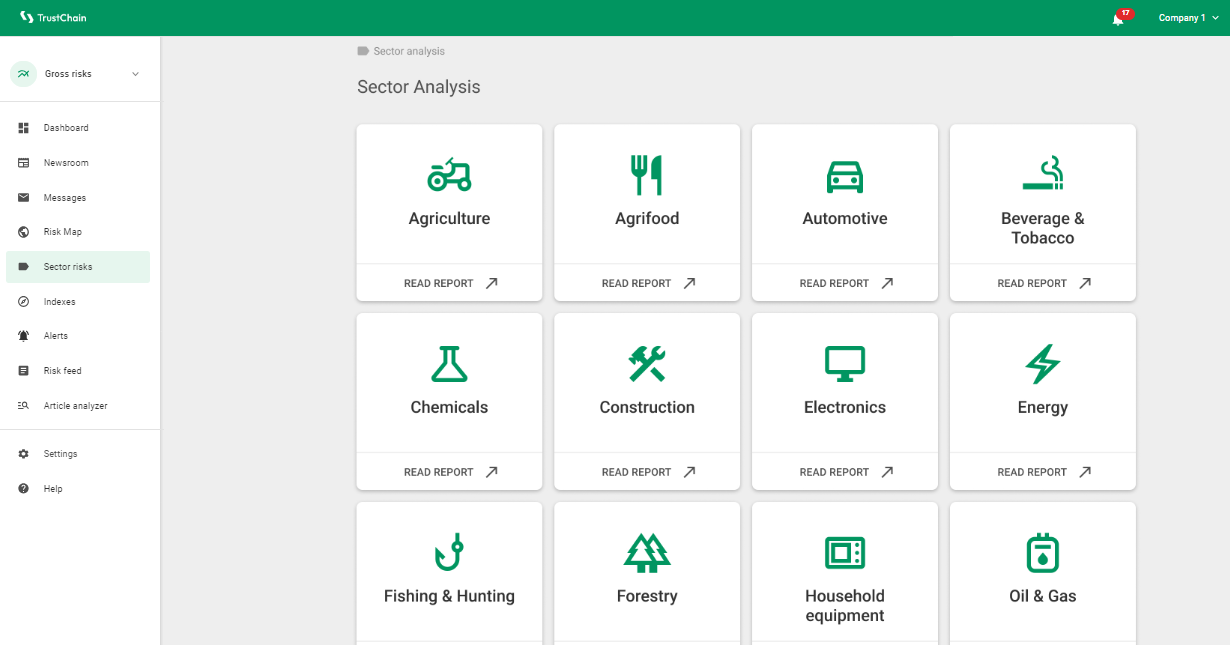 TrustChain
17
Company 1
Gross risks
Dashboard
Newsroom
Messages
Risk Map
Sector risks
Indexes
Alerts
Risk feed
Article analyzer
Settings
Help
Sector analysis
Sector Analysis
Agriculture
READ REPORT
Agrifood
READ REPORT
Automotive
READ REPORT
Beverage &
Tobacco
READ REPORT
Chemicals
READ REPORT
Construction
READ REPORT
Electronics
READ REPORT
Energy
READ REPORT
Fishing & Hunting
Forestry
Household
equipment
Oil & Gas